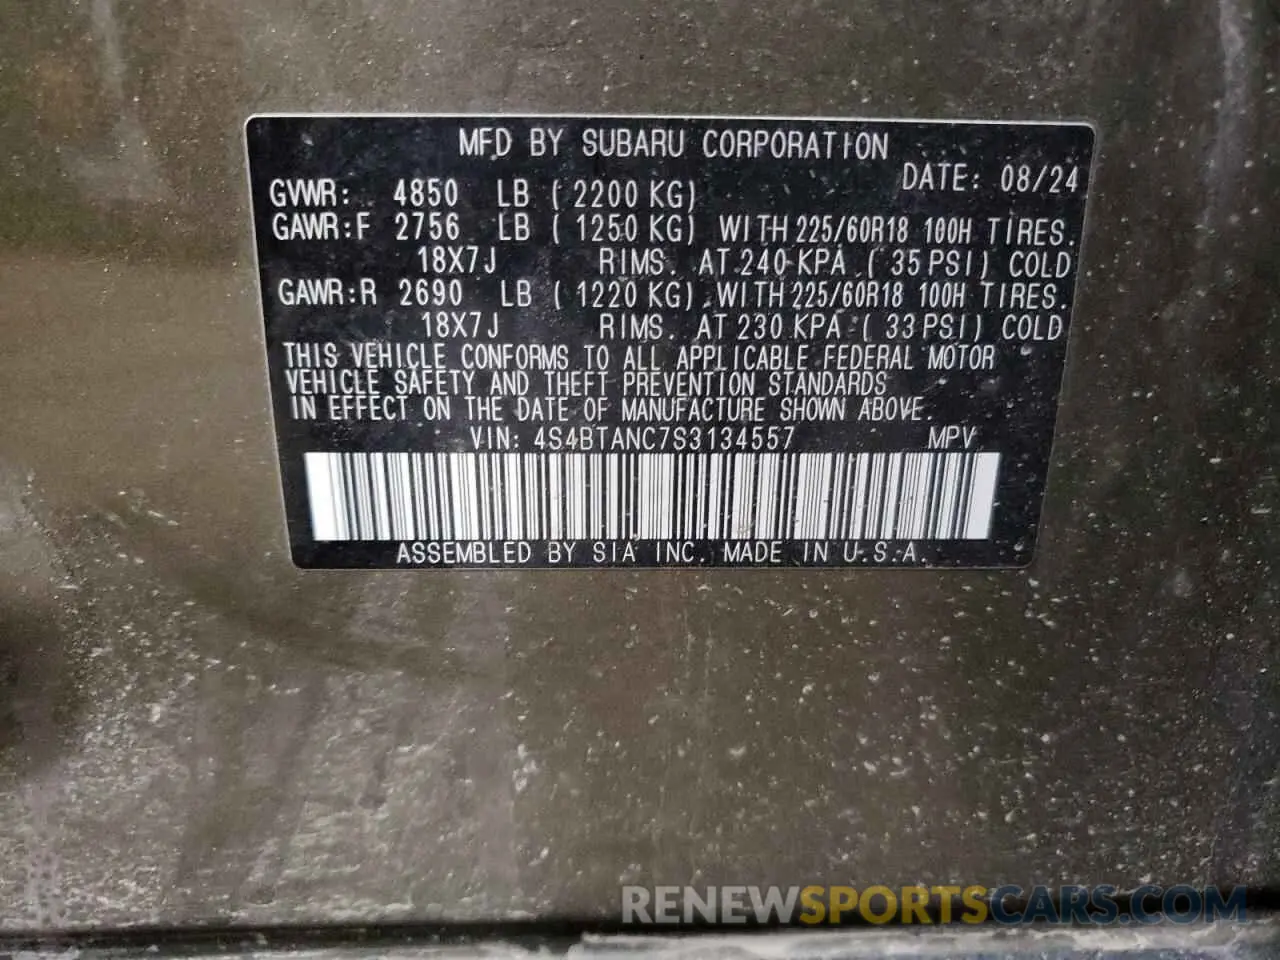 MFD BY SUBARU CORPORATION
DATE: 08/24
GVWR: 4850 LB (2200 KG)
GAWR:F 2756 LB (1250 KG) WITH 225/60R18 100H TIRES.
18X7J RIMS. AT 240 KPA (35 PSI) COLD
GAWR:R 2690 LB (1220 KG) WITH 225/60R18 100H TIRES.
18X7J RIMS. AT 230 KPA (33 PSI) COLD
THIS VEHICLE CONFORMS TO ALL APPLICABLE FEDERAL MOTOR
VEHICLE SAFETY AND THEFT PREVENTION STANDARDS
IN EFFECT ON THE DATE OF MANUFACTURE SHOWN ABOVE.
VIN: 4S4BTANC7S3134557 MPV
ASSEMBLED BY SIA INC. MADE IN U.S.A.
RENEWSPORTSCARS.COM